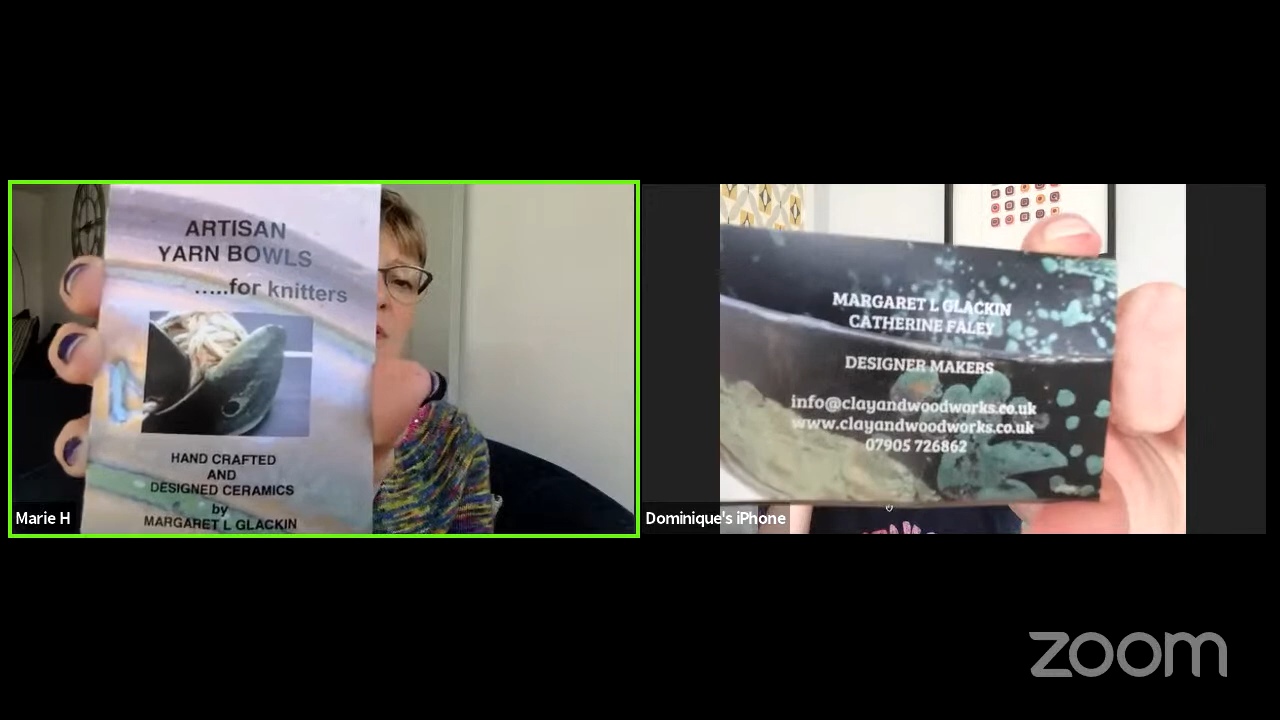 ARTISAN
YARN BOWLS
.....for knitters
HAND CRAFTED
AND
DESIGNED CERAMICS
by
MARGARET L GLACKIN
Marie H
MARGARET L GLACKIN
CATHERINE FALEY
DESIGNER MAKERS
info@clayandwoodworks.co.uk
www.clayandwoodworks.co.uk
07905 726862
Dominique's iPhone
zoom